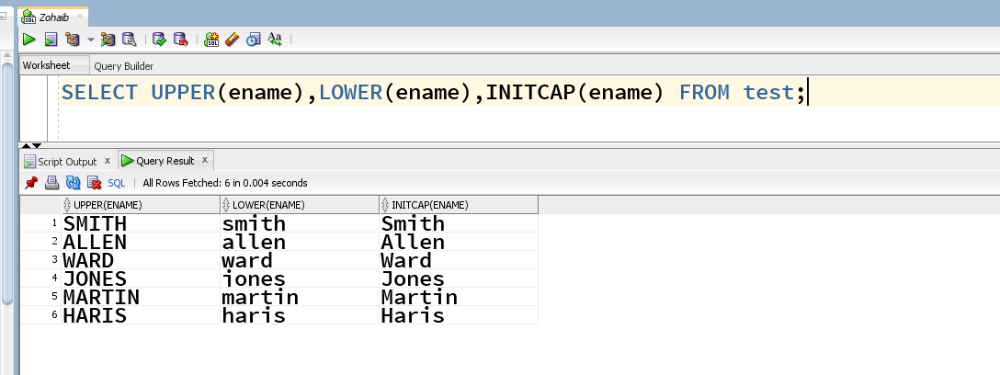 Zohaib
Worksheet Query Builder
SELECT UPPER(ename),LOWER(ename),INITCAP(ename) FROM test;
Script Output x Query Result x
SQL | All Rows Fetched: 6 in 0.004 seconds
UPPER(ENAME) LOWER(ENAME) INITCAP(ENAME)
1 SMITH smith Smith
2 ALLEN allen Allen
3 WARD ward Ward
4 JONES jones Jones
5 MARTIN martin Martin
6 HARIS haris Haris